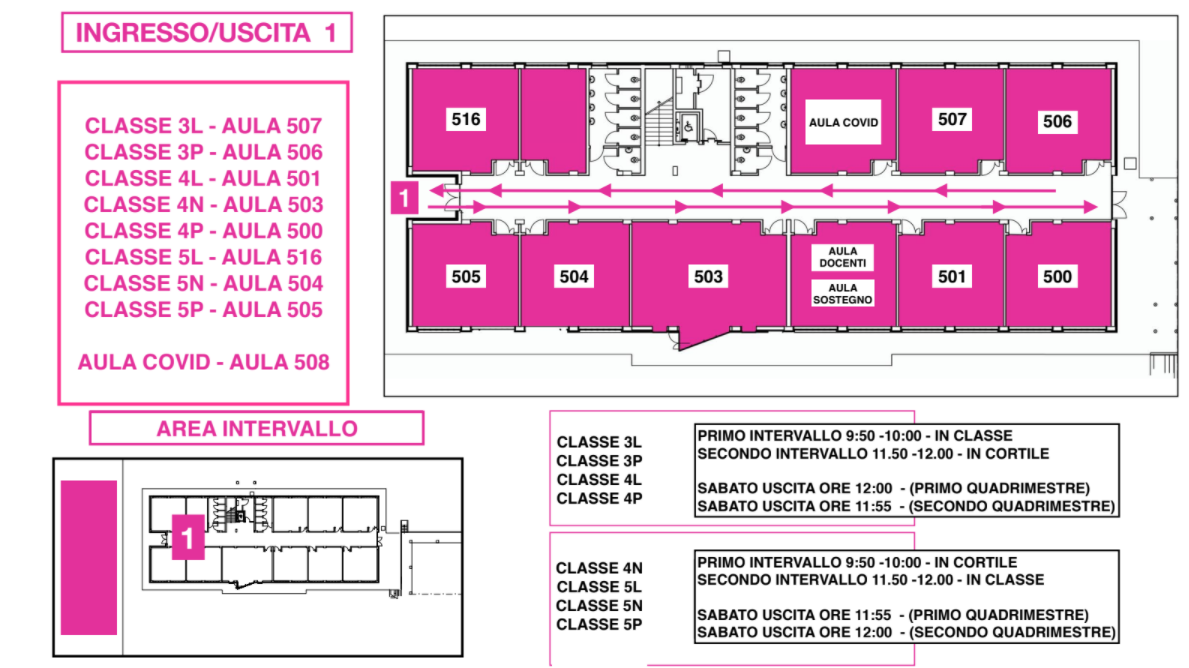 INGRESSO/USCITA 1
CLASSE 3L - AULA 507
CLASSE 3P - AULA 506
CLASSE 4L - AULA 501
CLASSE 4N - AULA 503
CLASSE 4P - AULA 500
CLASSE 5L - AULA 516
CLASSE 5N - AULA 504
CLASSE 5P - AULA 505
AULA COVID - AULA 508
516
AULA COVID
507
506
1
505
504
503
AULA
DOCENTI
AULA
SOSTEGNO
501
500
AREA INTERVALLO
1
CLASSE 3L
CLASSE 3P
CLASSE 4L
CLASSE 4P
PRIMO INTERVALLO 9:50 -10:00 - IN CLASSE
SECONDO INTERVALLO 11.50 -12.00 - IN CORTILE
SABATO USCITA ORE 12:00 - (PRIMO QUADRIMESTRE)
SABATO USCITA ORE 11:55 - (SECONDO QUADRIMESTRE)
CLASSE 4N
CLASSE 5L
CLASSE 5N
CLASSE 5P
PRIMO INTERVALLO 9:50 -10:00 - IN CORTILE
SECONDO INTERVALLO 11.50 -12.00 - IN CLASSE
SABATO USCITA ORE 11:55 - (PRIMO QUADRIMESTRE)
SABATO USCITA ORE 12:00 - (SECONDO QUADRIMESTRE)